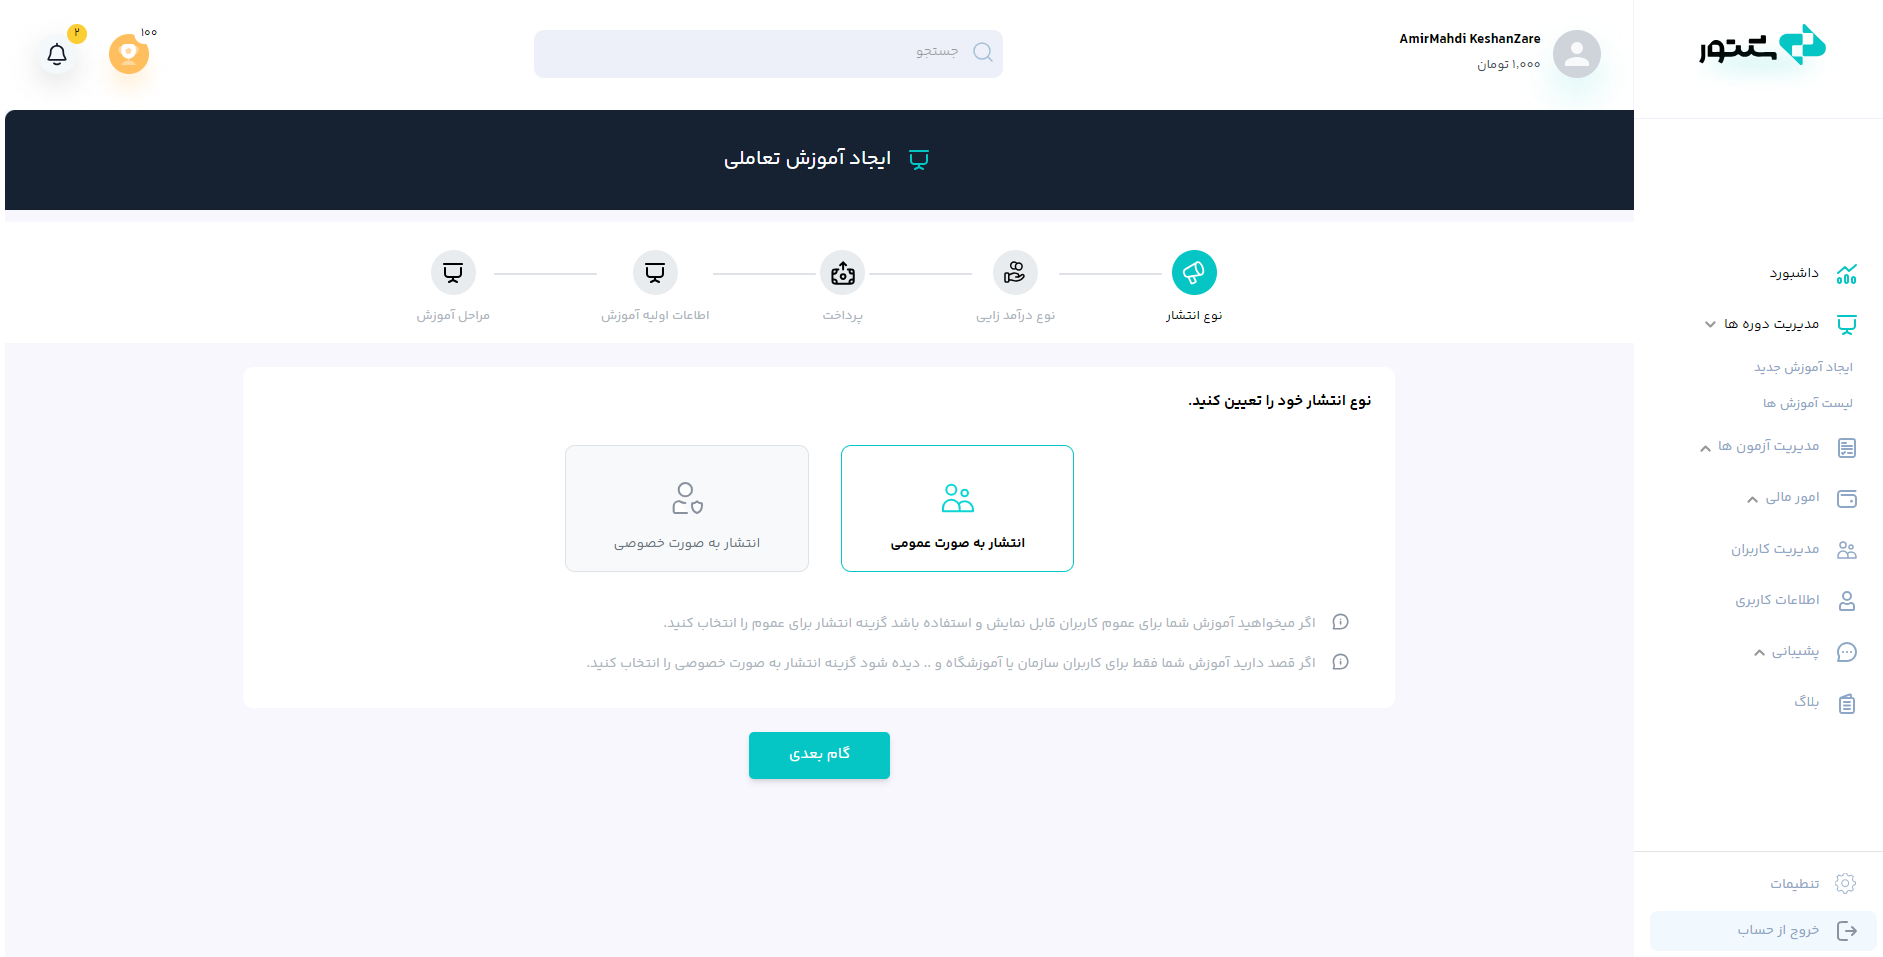 گنتور
AmirMahdi KeshanZare
۱,۰۰۰ تومان
جستجو
۱۰۰
۲
ایجاد آموزش تعاملی
نوع انتشار
نوع درآمد زایی
پرداخت
اطاعات اولیه آموزش
مراحل آموزش
نوع انتشار خود را تعیین کنید.
انتشار به صورت عمومی
انتشار به صورت خصوصی
اگر میخواهید آموزش شما برای عموم کاربران قابل نمایش و استفاده باشد گزینه انتشار برای عموم را انتخاب کنید.
اگر قصد دارید آموزش شما فقط برای کاربران سازمان یا آموزشگاه و .. دیده شود گزینه انتشار به صورت خصوصی را انتخاب کنید.
گام بعدی
داشبورد
مدیریت دوره ها
ایجاد آموزش جدید
لیست آموزش ها
مدیریت آزمون ها
امور مالی
مدیریت کاربران
اطلاعات کاربری
پشیبانی
بلاگ
تنظیمات
خروج از حساب